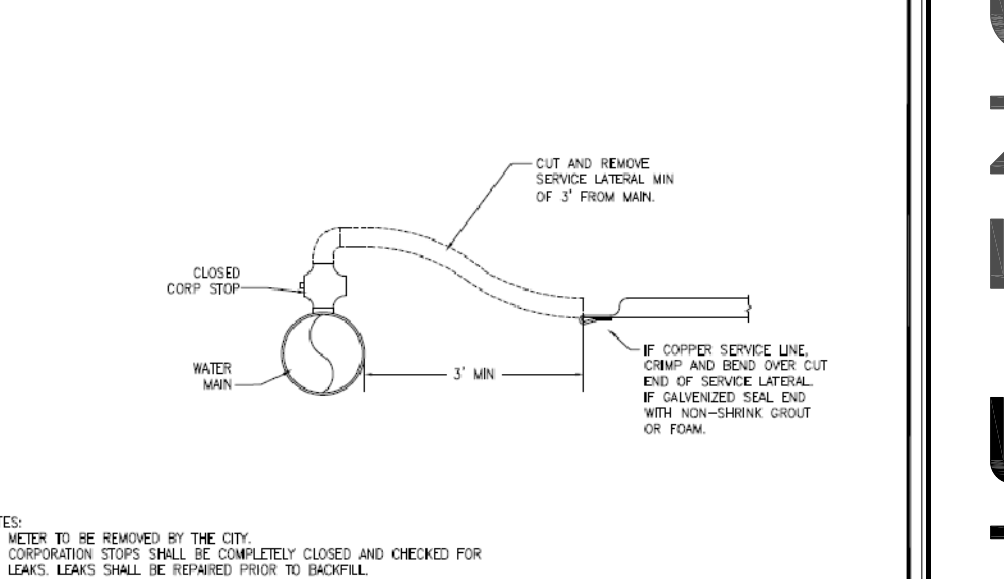 CUT AND REMOVE
SERVICE LATERAL MIN
OF 3' FROM MAIN.
CLOSED
CORP STOP
WATER
MAIN
3' MIN
IF COPPER SERVICE LINE,
CRIMP AND BEND OVER CUT
END OF SERVICE LATERAL.
IF GALVENIZED SEAL END
WITH NON-SHRINK GROUT
OR FOAM.
TES:
METER TO BE REMOVED BY THE CITY.
CORPORATION STOPS SHALL BE COMPLETELY CLOSED AND CHECKED FOR
LEAKS. LEAKS SHALL BE REPAIRED PRIOR TO BACKFILL.